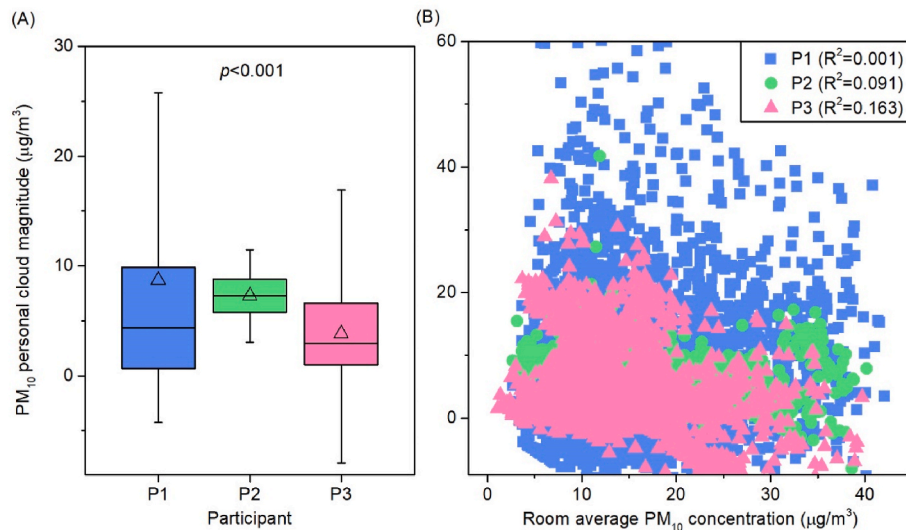 (A)
PM₁₀ personal cloud magnitude (μg/m³)
30
20
10
0
p<0.001
P1
P2
P3
Participant
(B)
60
40
20
0
P1 (R²=0.001)
P2 (R²=0.091)
P3 (R²=0.163)
0
10
20
30
40
Room average PM₁₀ concentration (μg/m³)